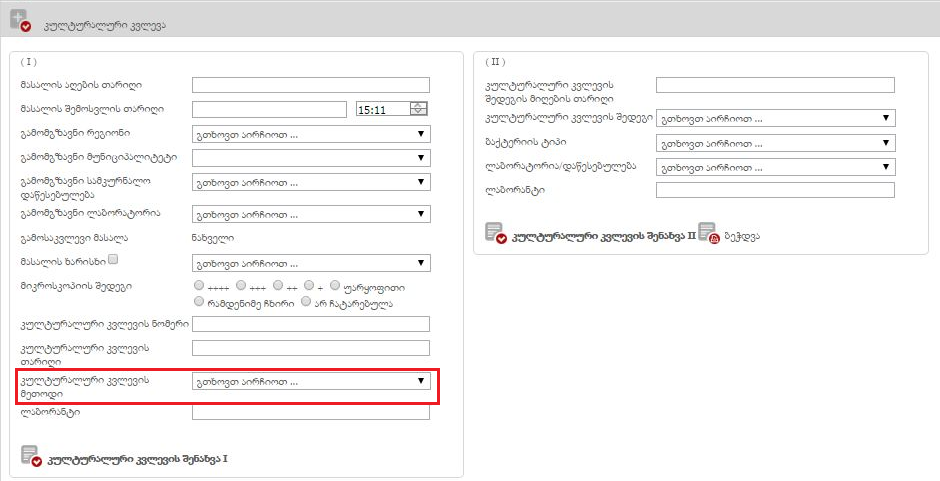 კულტურალური კვლევა
( I )
მასალის აღების თარიღი
მასალის შემოსვლის თარიღი 15:11
გამომგზავნი რეგიონი გთხოვთ აირჩიოთ ...
გამომგზავნი მუნიციპალიტეტი
გამომგზავნი სამკურნალო
დაწესებულება გთხოვთ აირჩიოთ ...
გამომგზავნი ლაბორატორია გთხოვთ აირჩიოთ ...
გამოსაკვლევი მასალა ნახველი
მასალის ხარისხი გთხოვთ აირჩიოთ ...
მიკროსკოპიის შედეგი ++++ +++ ++ + უარყოფითი
რამდენიმე ჩხირი არ ჩატარებულა
კულტურალური კვლევის ნომერი
კულტურალური კვლევის
თარიღი
კულტურალური კვლევის
მეთოდი გთხოვთ აირჩიოთ ...
ლაბორანტი
კულტურალური კვლევის შენახვა I
( II )
კულტურალური კვლევის
შედეგის მიღების თარიღი
კულტურალური კვლევის შედეგი გთხოვთ აირჩიოთ ...
ბაქტერიის ტიპი გთხოვთ აირჩიოთ ...
ლაბორატორია/დაწესებულება გთხოვთ აირჩიოთ ...
ლაბორანტი
კულტურალური კვლევის შენახვა II ბეჭდვა